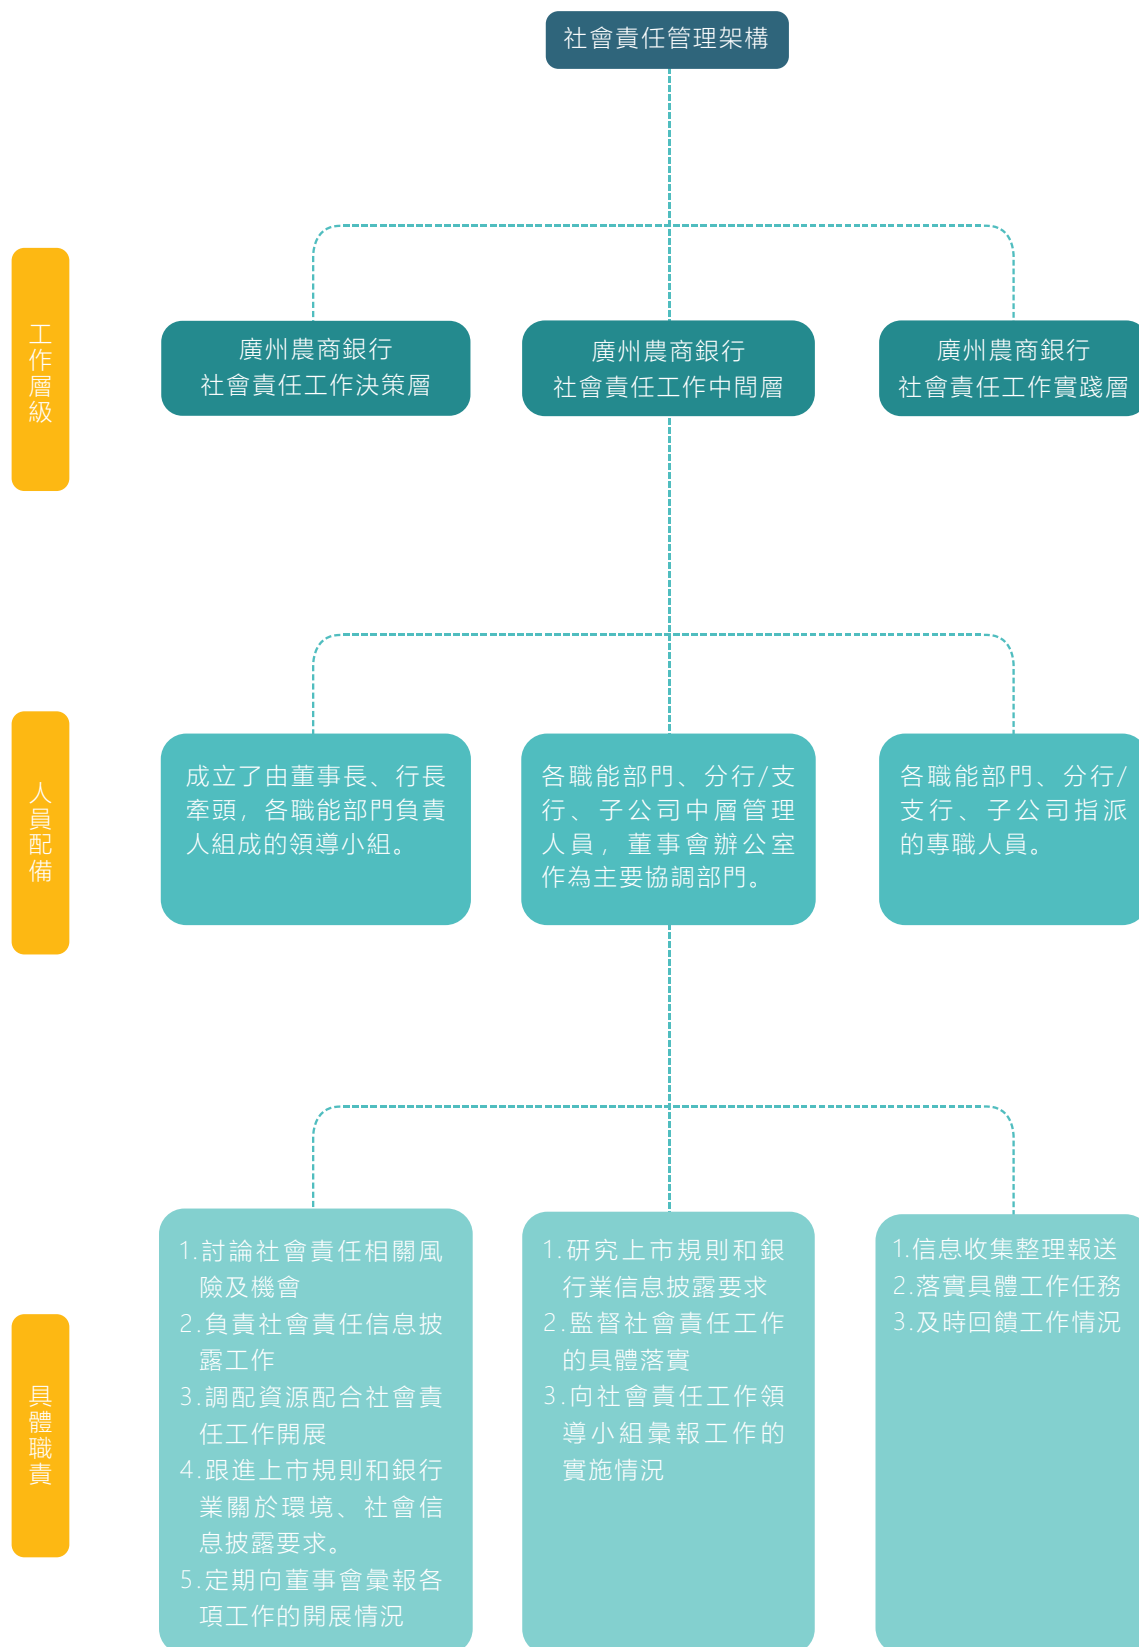 社會責任管理架構
工作層級
廣州農商銀行
社會責任工作決策層
廣州農商銀行
社會責任工作中間層
廣州農商銀行
社會責任工作實踐層
人員配備
成立了由董事長、行長
牽頭，各職能部門負責
人組成的領導小組。
各職能部門、分行/支
行、子公司中層管理
人員，董事會辦公室
作為主要協調部門。
各職能部門、分行/
支行、子公司指派
的專職人員。
具體職責
1.討論社會責任相關風
險及機會
2.負責社會責任信息披
露工作
3.調配資源配合社會責
任工作開展
4.跟進上市規則和銀行
業關於環境、社會信
息披露要求。
5.定期向董事會彙報各
項工作的開展情況
1.研究上市規則和銀
行業信息披露要求
2.監督社會責任工作
的具體落實
3.向社會責任工作領
導小組彙報工作的
實施情況
1.信息收集整理報送
2.落實具體工作任務
3.及時回饋工作情況